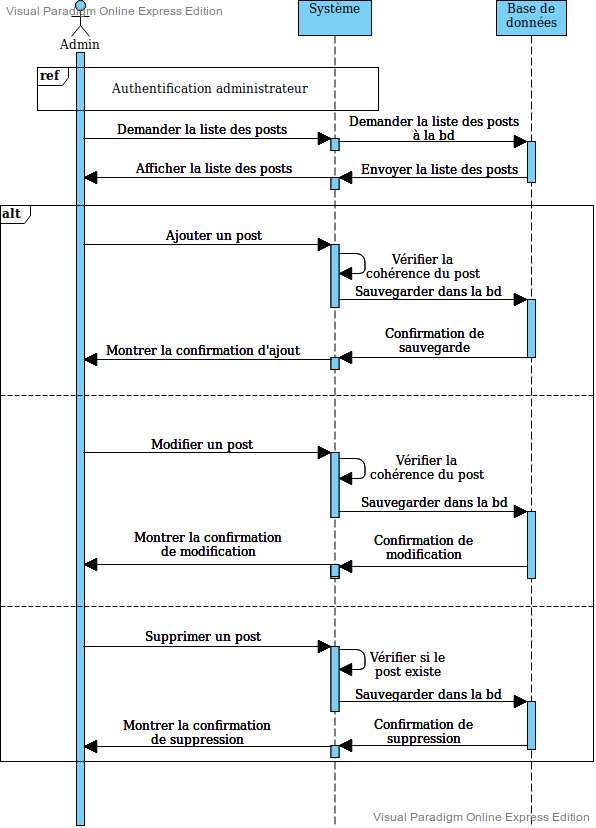 Visual Paradigm Online Express Edition
Système
Base de
données
Admin
ref
Authentification administrateur
Demander la liste des posts
Demander la liste des posts
à la bd
Afficher la liste des posts
Envoyer la liste des posts
alt
Ajouter un post
Vérifier la
cohérence du post
Sauvegarder dans la bd
Confirmation de
sauvegarde
Montrer la confirmation d'ajout
Modifier un post
Vérifier la
cohérence du post
Sauvegarder dans la bd
Montrer la confirmation
de modification
Confirmation de
modification
Supprimer un post
Vérifier si le
post existe
Sauvegarder dans la bd
Montrer la confirmation
de suppression
Confirmation de
suppression
Visual Paradigm Online Express Edition